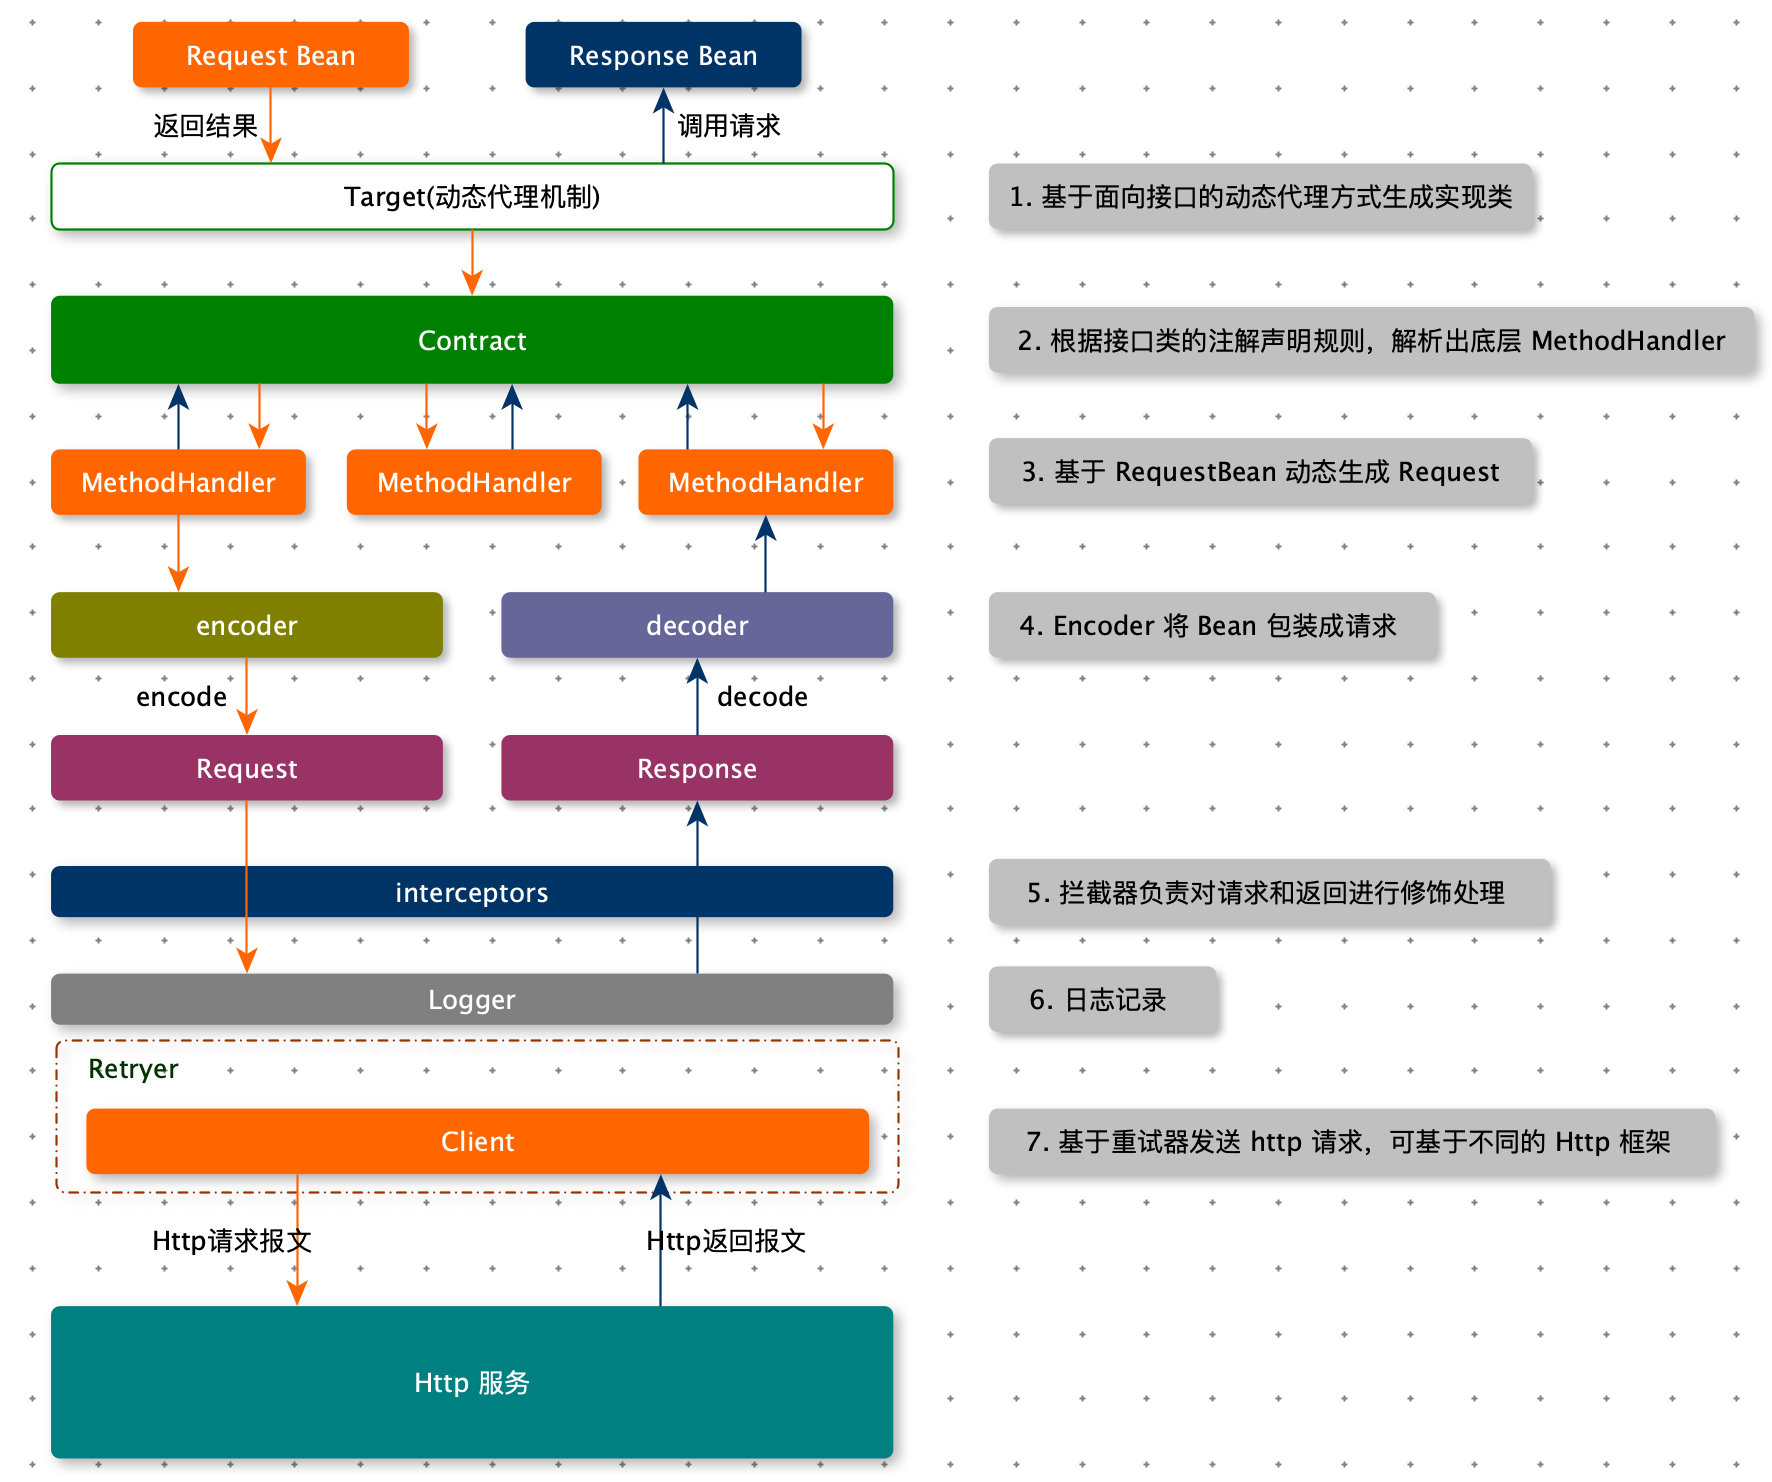 Request Bean
Response Bean
返回结果
调用请求
Target(动态代理机制)
1. 基于面向接口的动态代理方式生成实现类
Contract
2. 根据接口类的注解声明规则，解析出底层 MethodHandler
MethodHandler
MethodHandler
MethodHandler
3. 基于 RequestBean 动态生成 Request
encoder
decoder
4. Encoder 将 Bean 包装成请求
encode
decode
Request
Response
interceptors
5. 拦截器负责对请求和返回进行修饰处理
Logger
6. 日志记录
Retryer
Client
7. 基于重试器发送 http 请求，可基于不同的 Http 框架
Http请求报文
Http返回报文
Http 服务